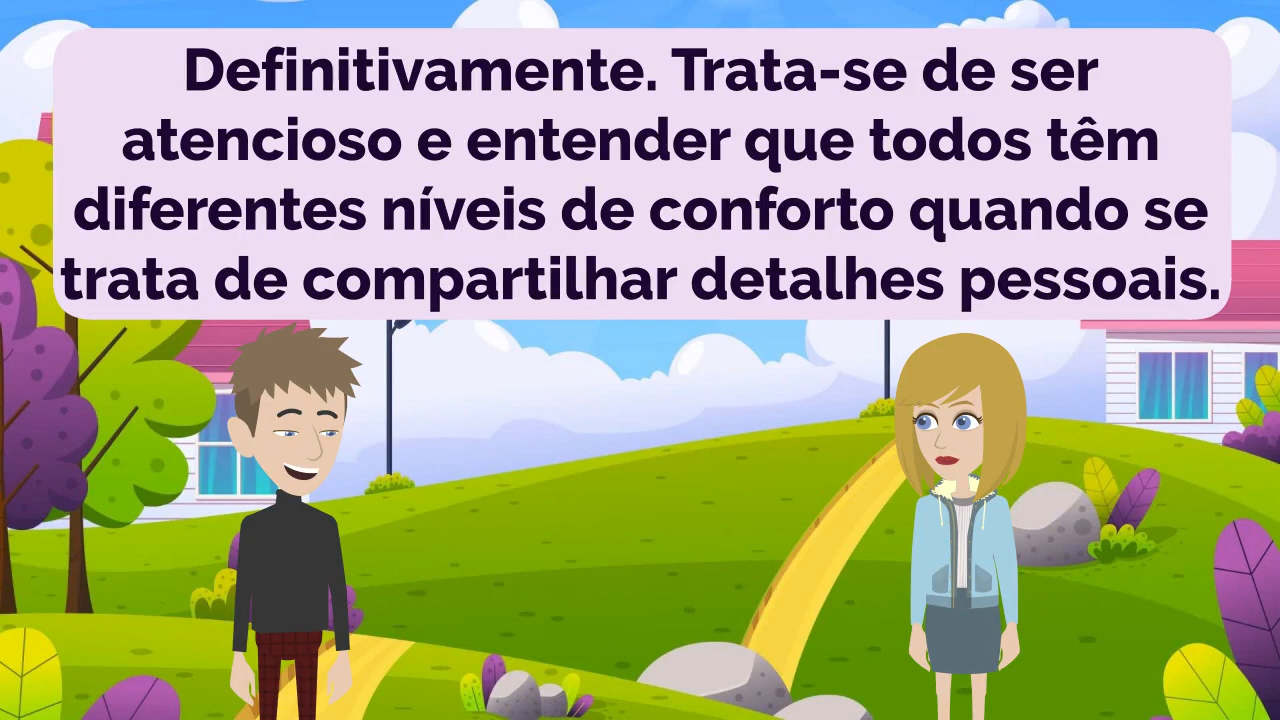 Definitivamente. Trata-se de ser
atencioso e entender que todos têm
diferentes níveis de conforto quando se
trata de compartilhar detalhes pessoais.